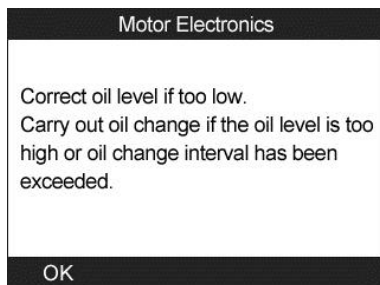 Motor Electronics
Correct oil level if too low.
Carry out oil change if the oil level is too
high or oil change interval has been
exceeded.
OK